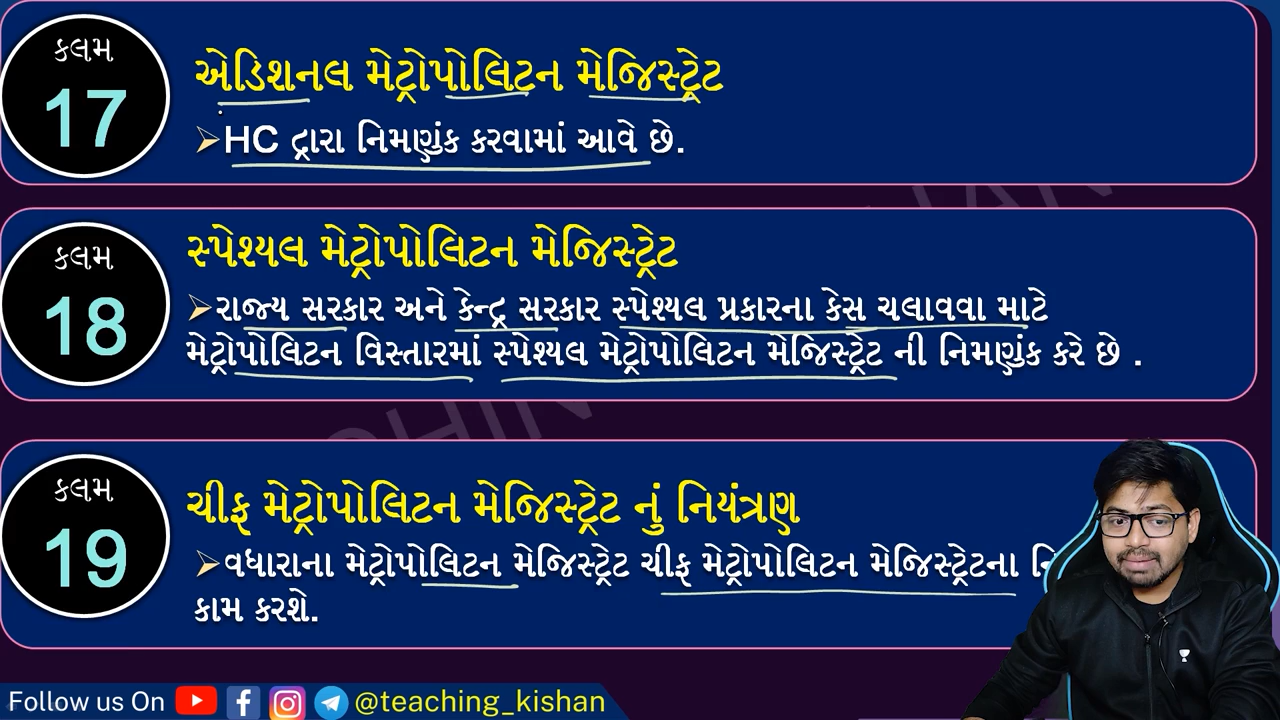 કલમ
17
એડિશનલ મેટ્રોપોલિટન મેજિસ્ટ્રેટ
➢HC દ્વારા નિમણુંક કરવામાં આવે છે.
કલમ
18
સ્પેશ્યલ મેટ્રોપોલિટન મેજિસ્ટ્રેટ
➢રાજ્ય સરકાર અને કેન્દ્ર સરકાર સ્પેશ્યલ પ્રકારના કેસ ચલાવવા માટે
મેટ્રોપોલિટન વિસ્તારમાં સ્પેશ્યલ મેટ્રોપોલિટન મેજિસ્ટ્રેટ ની નિમણુંક કરે છે .
કલમ
19
ચીફ મેટ્રોપોલિટન મેજિસ્ટ્રેટ નું નિયંત્રણ
➢વધારાના મેટ્રોપોલિટન મેજિસ્ટ્રેટ ચીફ મેટ્રોપોલિટન મેજિસ્ટ્રેટના
કામ કરશે.
Follow us On @teaching_kishan